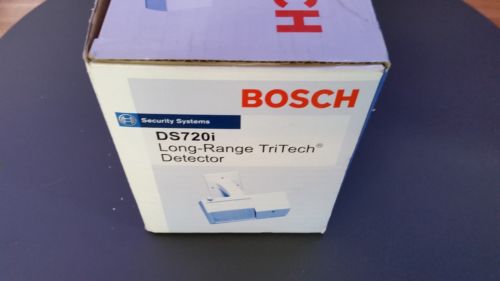 BOSCH
Security Systems
DS720i
Long-Range TriTech®
Detector